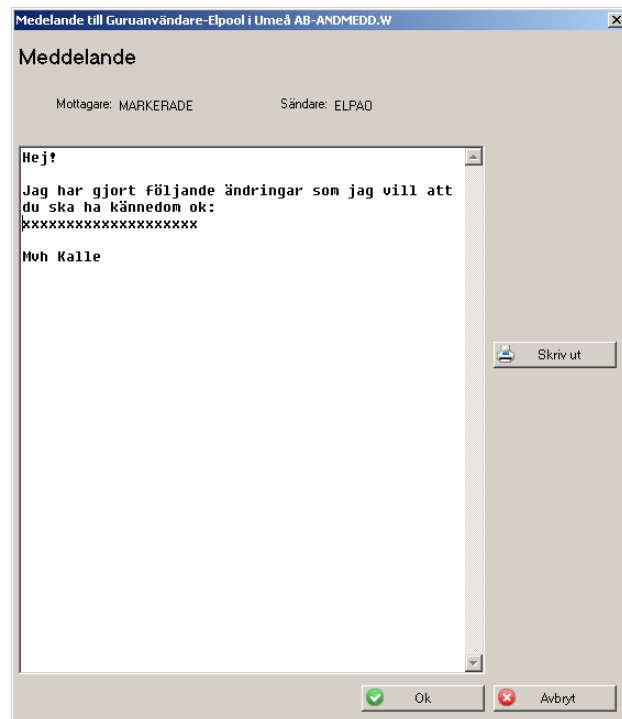 Medelande till Guruanvändare-Elpool i Umeå AB-ANDMEDD.W
Meddelande
Mottagare: MARKERADE Sändare: ELPAO
Hej!
Jag har gjort följande ändringar som jag vill att
du ska ha kännedom ok:
xxxxxxxxxxxxxxxxxxxx
Mvh Kalle
Skriv ut
Ok Avbryt